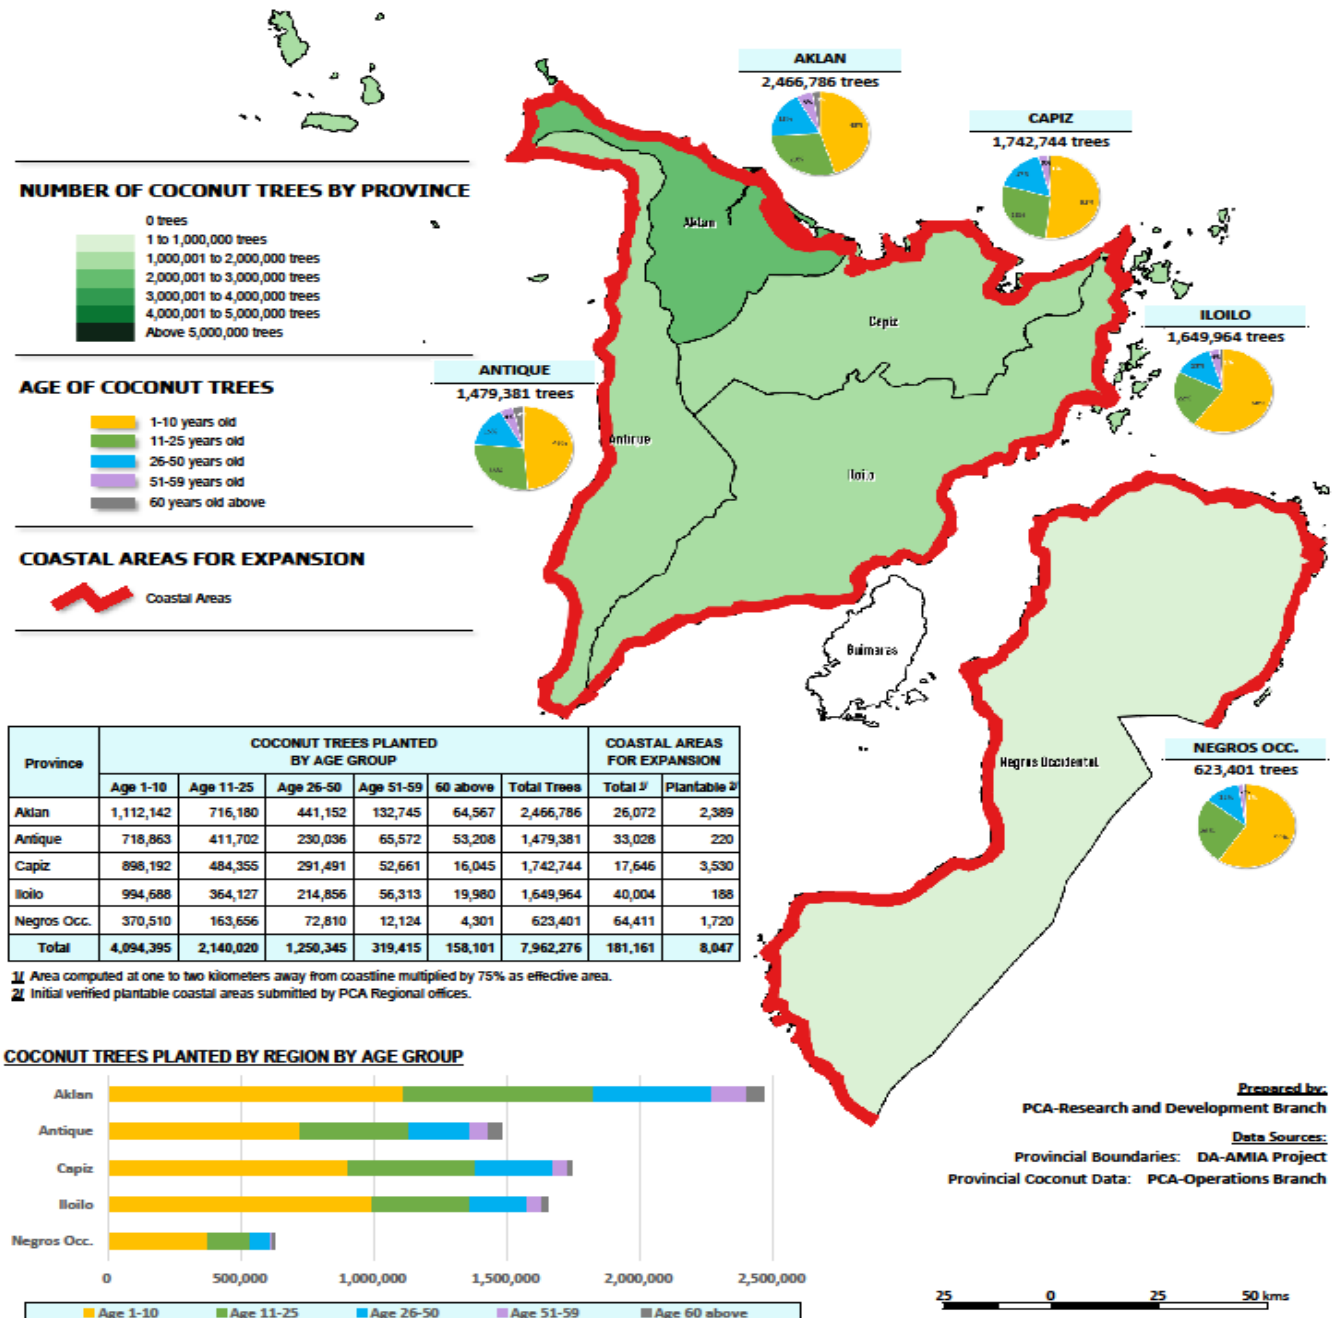 AKLAN
2,466,786 trees
CAPIZ
1,742,744 trees
ILOILO
1,649,964 trees
ANTIQUE
1,479,381 trees
NEGROS OCC.
623,401 trees
NUMBER OF COCONUT TREES BY PROVINCE
0 trees
1 to 1,000,000 trees
1,000,001 to 2,000,000 trees
2,000,001 to 3,000,000 trees
3,000,001 to 4,000,000 trees
4,000,001 to 5,000,000 trees
Above 5,000,000 trees
AGE OF COCONUT TREES
1-10 years old
11-25 years old
26-50 years old
51-59 years old
60 years old above
COASTAL AREAS FOR EXPANSION
Coastal Areas
Aklan
Capiz
Antique
Iloilo
Guimaras
Negros Occidental
Province COCONUT TREES PLANTED BY AGE GROUP COASTAL AREAS FOR EXPANSION
Age 1-10 Age 11-25 Age 26-50 Age 51-59 60 above Total Trees Total 1/ Plantable 2/
Aklan 1,112,142 716,180 441,152 132,745 64,567 2,466,786 26,072 2,389
Antique 718,863 411,702 230,036 65,572 53,208 1,479,381 33,028 220
Capiz 898,192 484,355 291,491 52,661 16,045 1,742,744 17,646 3,530
Iloilo 994,688 364,127 214,856 56,313 19,980 1,649,964 40,004 188
Negros Occ. 370,510 163,656 72,810 12,124 4,301 623,401 64,411 1,720
Total 4,094,395 2,140,020 1,250,345 319,415 158,101 7,962,276 181,161 8,047
1/ Area computed at one to two kilometers away from coastline multiplied by 75% as effective area.
2/ Initial verified plantable coastal areas submitted by PCA Regional offices.
COCONUT TREES PLANTED BY REGION BY AGE GROUP
Aklan
Antique
Capiz
Iloilo
Negros Occ.
0 500,000 1,000,000 1,500,000 2,000,000 2,500,000
Age 1-10 Age 11-25 Age 26-50 Age 51-59 Age 60 above
Prepared by:
PCA-Research and Development Branch
Data Sources:
Provincial Boundaries: DA-AMIA Project
Provincial Coconut Data: PCA-Operations Branch
25 0 25 50 kms